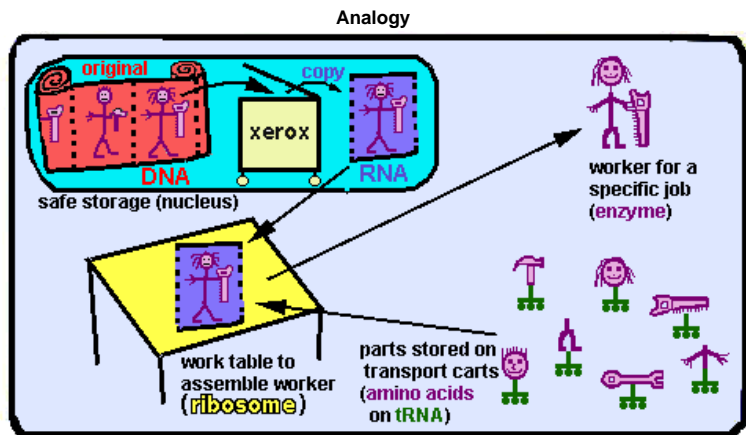 Analogy
original
copy
xerox
DNA
RNA
safe storage (nucleus)
worker for a
specific job
(enzyme)
work table to
assemble worker
(ribosome)
parts stored on
transport carts
(amino acids
on tRNA)